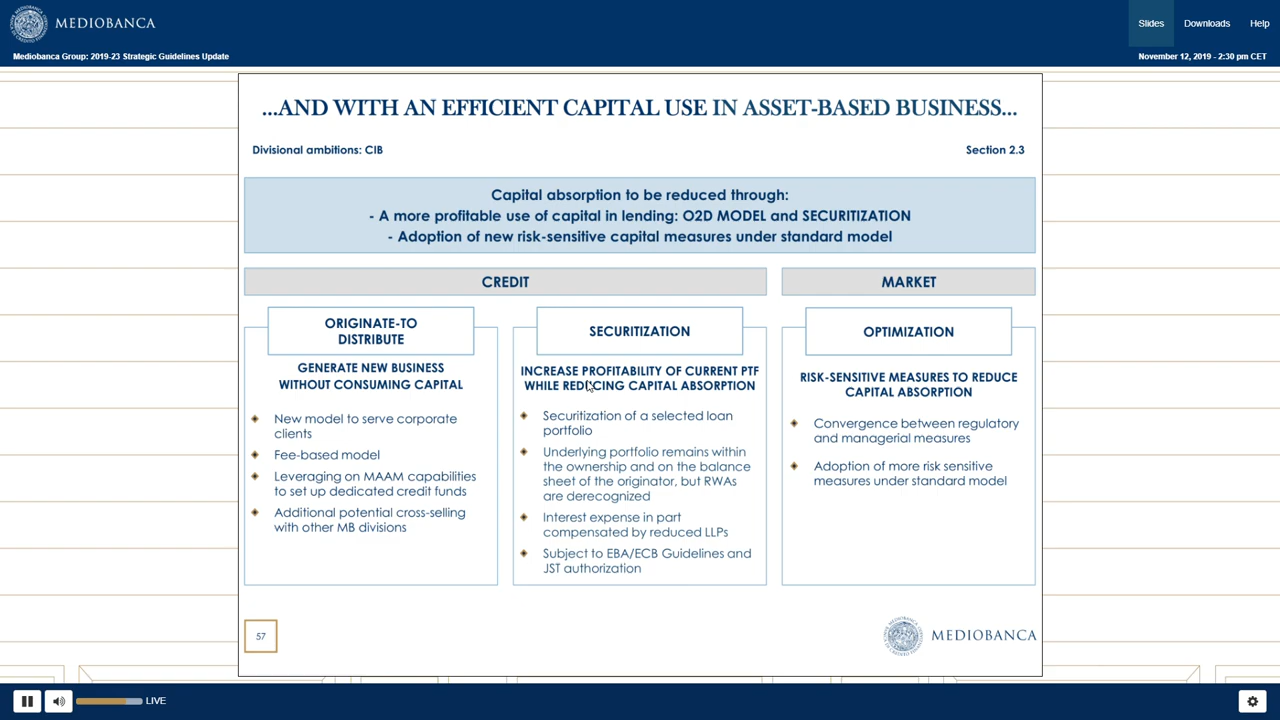 MEDIOBANCA
Slides
Downloads
Help
Mediobanca Group: 2019-23 Strategic Guidelines Update
November 12, 2019 - 2:30 pm CET
...AND WITH AN EFFICIENT CAPITAL USE IN ASSET-BASED BUSINESS...
Divisional ambitions: CIB
Section 2.3
Capital absorption to be reduced through:
- A more profitable use of capital in lending: O2D MODEL and SECURITIZATION
- Adoption of new risk-sensitive capital measures under standard model
CREDIT
ORIGINATE-TO
DISTRIBUTE
GENERATE NEW BUSINESS
WITHOUT CONSUMING CAPITAL
New model to serve corporate
clients
Fee-based model
Leveraging on MAAM capabilities
to set up dedicated credit funds
Additional potential cross-selling
with other MB divisions
SECURITIZATION
INCREASE PROFITABILITY OF CURRENT PTF
WHILE REDUCING CAPITAL ABSORPTION
Securitization of a selected loan
portfolio
Underlying portfolio remains within
the ownership and on the balance
sheet of the originator, but RWAs
are derecognized
Interest expense in part
compensated by reduced LLPs
Subject to EBA/ECB Guidelines and
JST authorization
MARKET
OPTIMIZATION
RISK-SENSITIVE MEASURES TO REDUCE
CAPITAL ABSORPTION
Convergence between regulatory
and managerial measures
Adoption of more risk sensitive
measures under standard model
57
MEDIOBANCA
LIVE